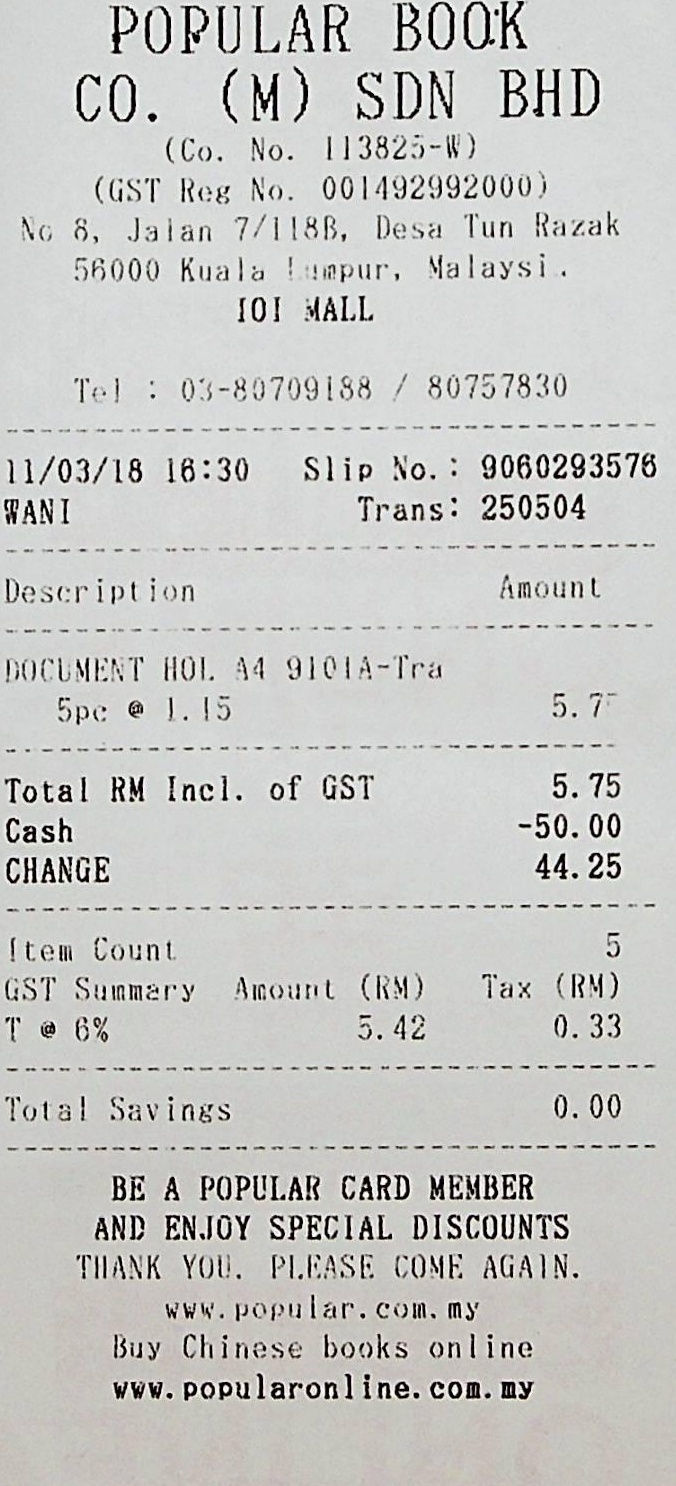 POPULAR BOOK
CO. (M) SDN BHD
(Co. No. 113825-W)
(GST Reg No. 001492992000)
No 8, Jalan 7/118B, Desa Tun Razak
56000 Kuala Lumpur, Malaysi.
IOI MALL
Tel : 03-80709188 / 80757830
11/03/18 16:30 Slip No.: 9060293576
WANI Trans: 250504
Description Amount
DOCUMENT HOL A4 9101A-Tra
5pc @ 1.15 5.7
Total RM Incl. of GST 5.75
Cash -50.00
CHANGE 44.25
Item Count 5
GST Summary Amount (RM) Tax (RM)
T @ 6% 5.42 0.33
Total Savings 0.00
BE A POPULAR CARD MEMBER
AND ENJOY SPECIAL DISCOUNTS
THANK YOU. PLEASE COME AGAIN.
www.popular.com.my
Buy Chinese books online
www.popularonline.com.my